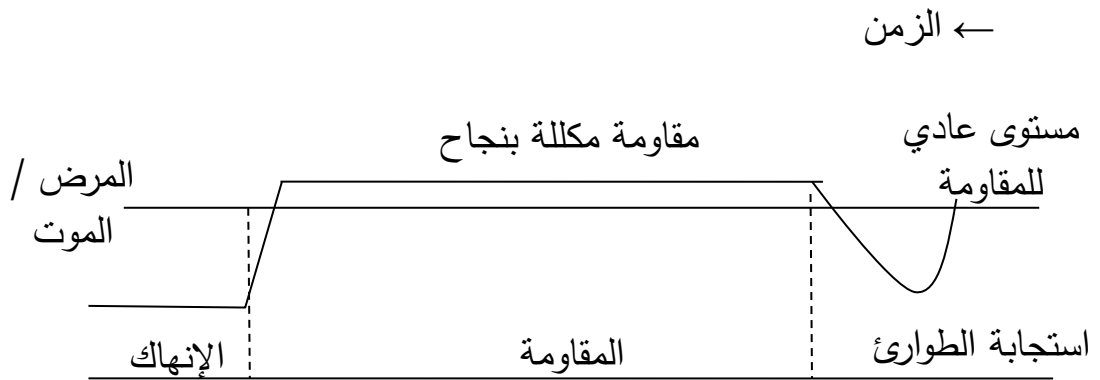 ← الزمن
مستوى عادي
للمقاومة
مقاومة مكللة بنجاح
المرض /
الموت
استجابة الطوارئ
المقاومة
الإنهاك